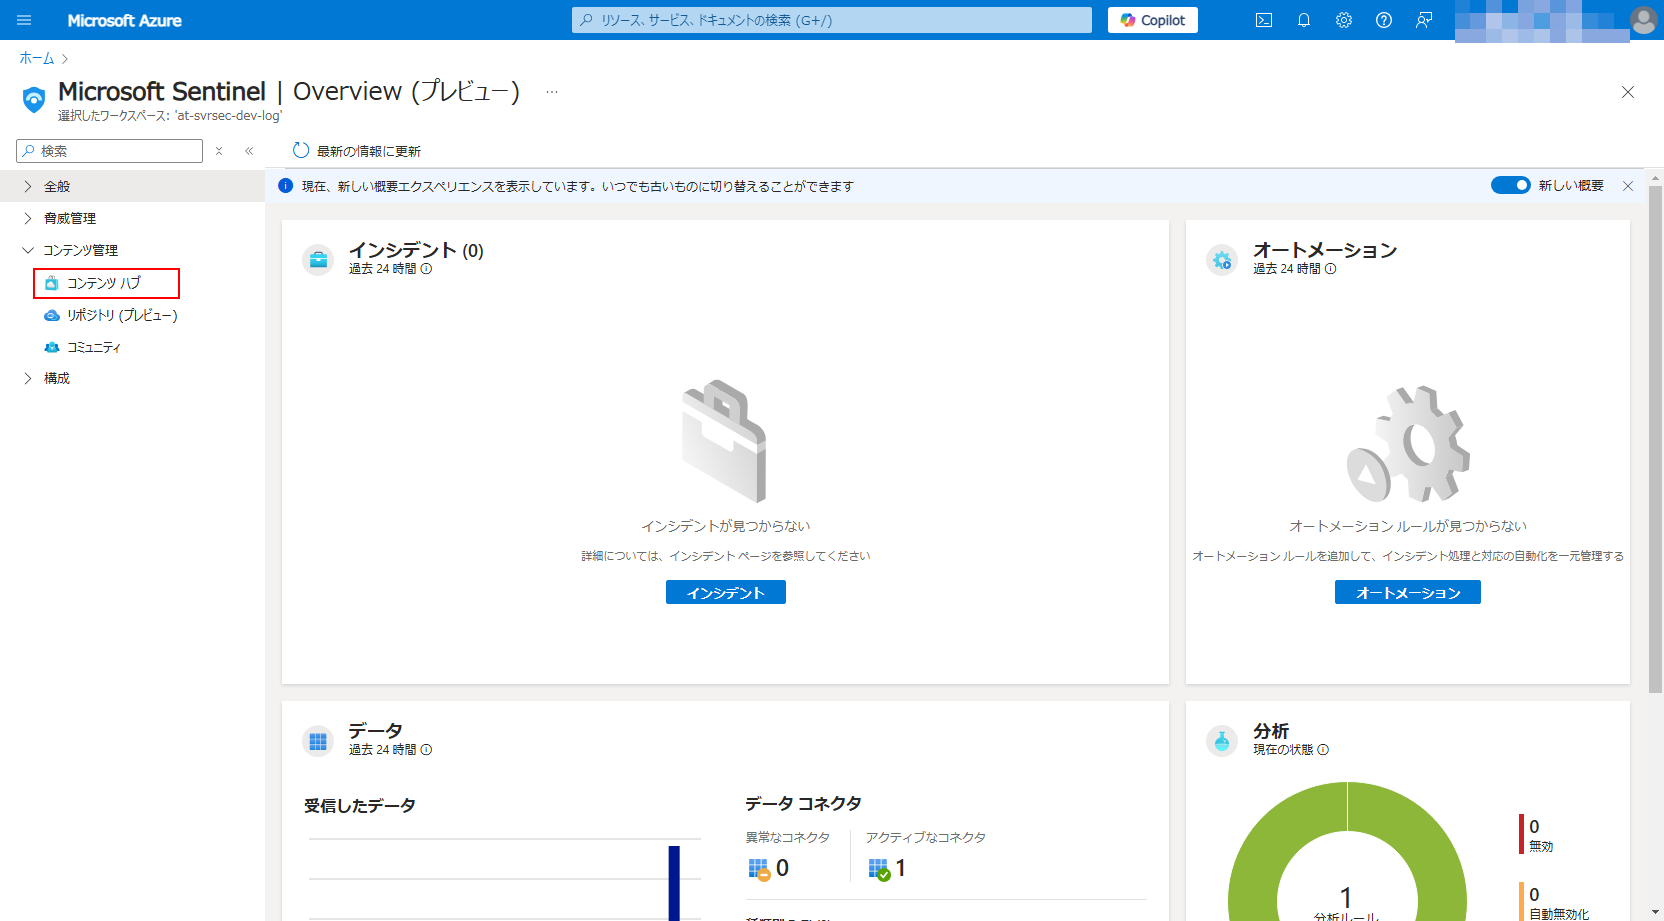 Microsoft Azure
リソース、サービス、ドキュメントの検索 (G+/)
Copilot
ホーム
Microsoft Sentinel | Overview (プレビュー)
選択したワークスペース: 'at-svrsec-dev-log'
検索
最新の情報に更新
全般
脅威管理
コンテンツ管理
コンテンツ ハブ
リポジトリ (プレビュー)
コミュニティ
構成
現在、新しい概要エクスペリエンスを表示しています。いつでも古いものに切り替えることができます
新しい概要
インシデント (0)
過去 24 時間
インシデントが見つからない
詳細については、インシデント ページを参照してください
インシデント
オートメーション
過去 24 時間
オートメーション ルールが見つからない
オートメーション ルールを追加して、インシデント処理と対応の自動化を一元管理する
オートメーション
データ
過去 24 時間
受信したデータ
データ コネクタ
異常なコネクタ
0
アクティブなコネクタ
1
分析
現在の状態
1
分析ルール
0
無効
0
自動無効化